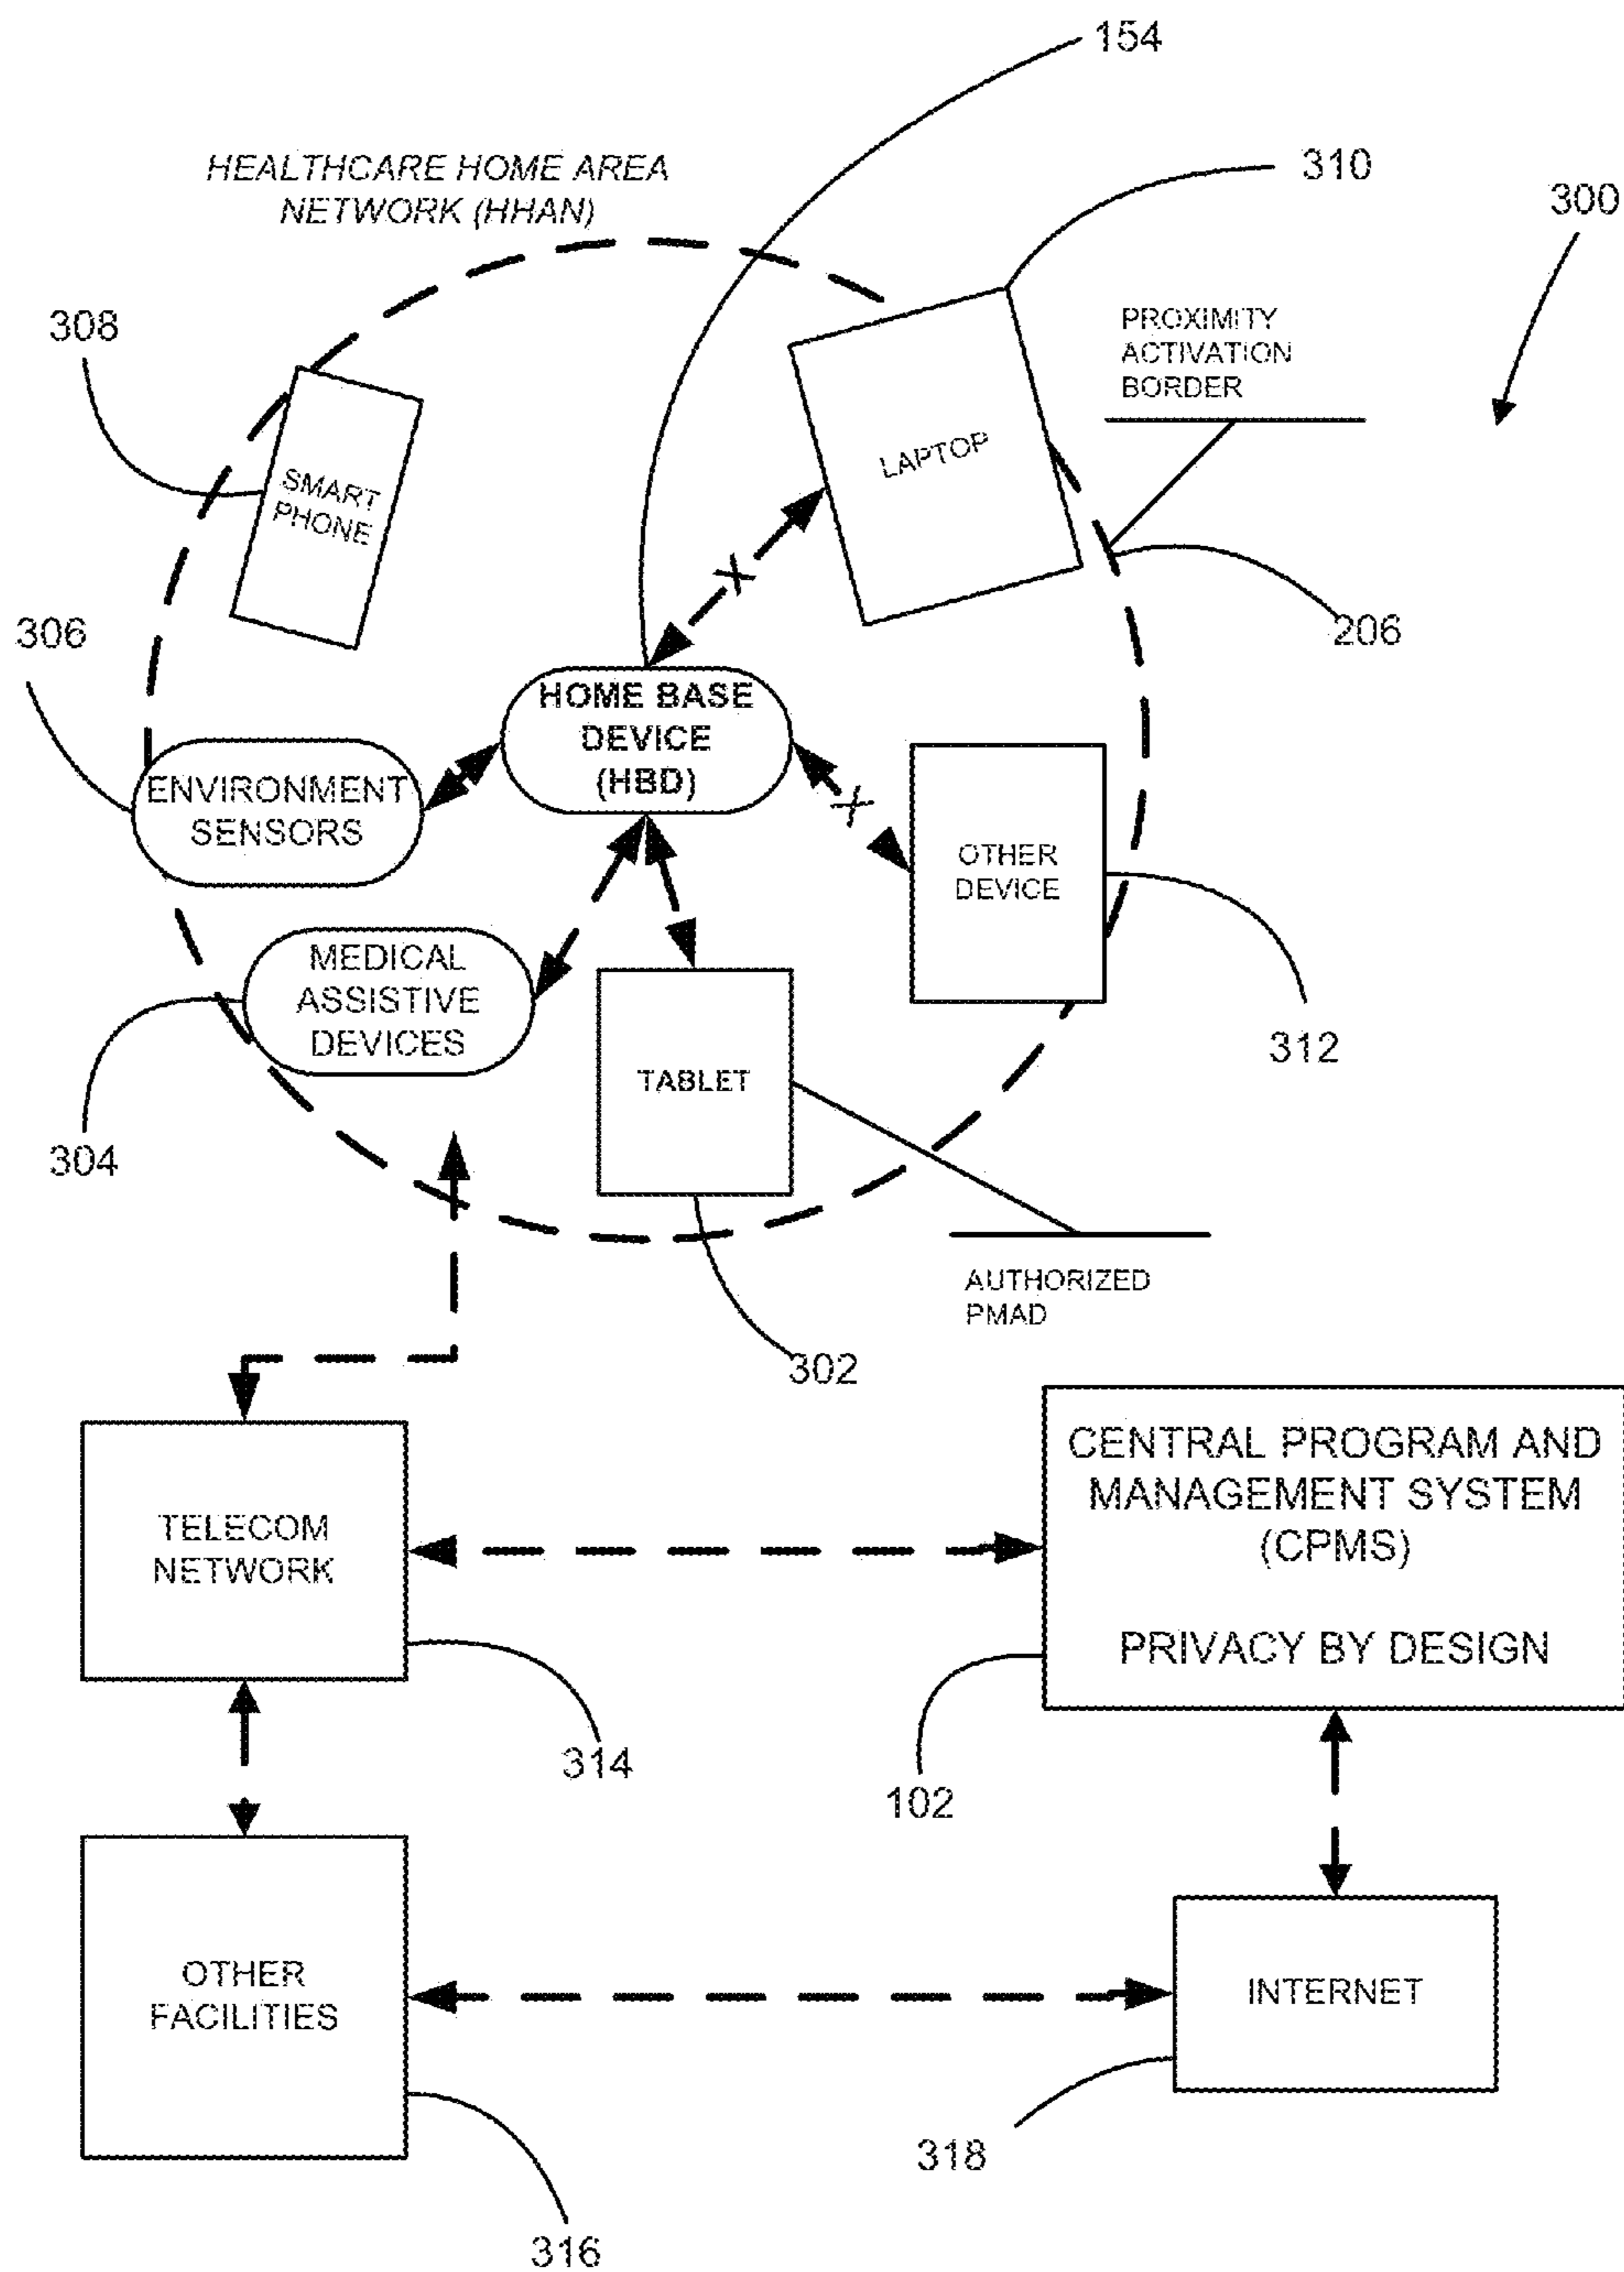 154
HEALTHCARE HOME AREA
NETWORK (HHAN)
310
300
308
PROXIMITY
ACTIVATION
BORDER
LAPTOP
SMART
PHONE
X
206
306
HOME BASE
DEVICE
(HBD)
ENVIRONMENT
SENSORS
X
OTHER
DEVICE
MEDICAL
ASSISTIVE
DEVICES
312
TABLET
304
AUTHORIZED
PMAD
302
CENTRAL PROGRAM AND
MANAGEMENT SYSTEM
(CPMS)
PRIVACY BY DESIGN
TELECOM
NETWORK
314
102
OTHER
FACILITIES
INTERNET
318
316